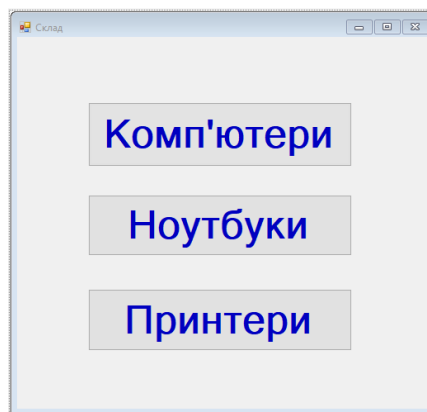 Склад
Комп'ютери
Ноутбуки
Принтери